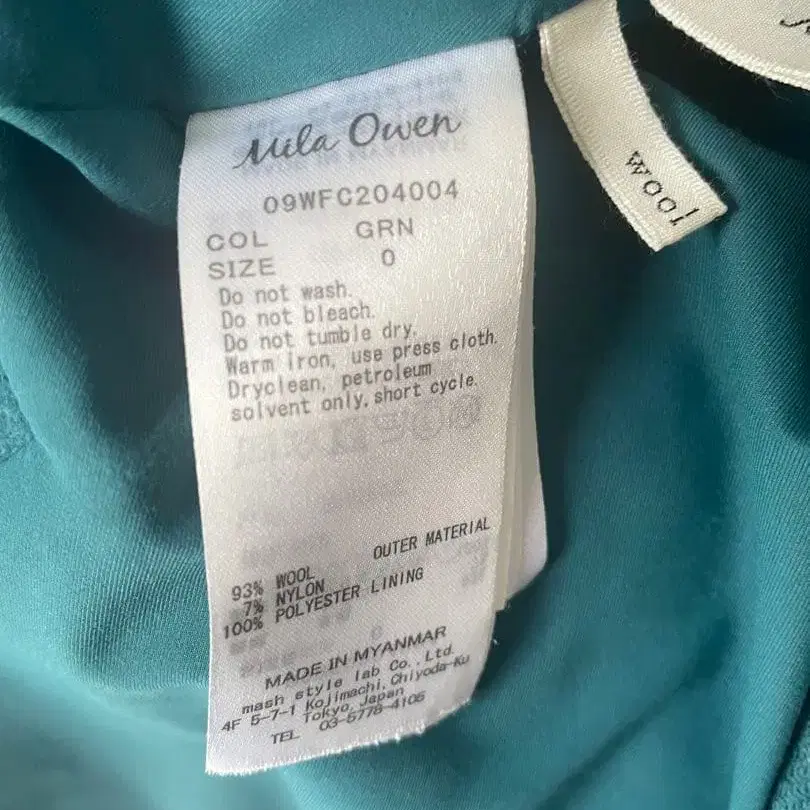 Mila Owen
09WFC204004
COL GRN
SIZE 0
Do not wash.
Do not bleach.
Do not tumble dry.
Warm iron, use press cloth.
Dryclean, petroleum
solvent only, short cycle.
OUTER MATERIAL
93% WOOL
7% NYLON
100% POLYESTER LINING
MADE IN MYANMAR
mash style lab Co., Ltd.
4F 5-7-1 Kojimachi, Chiyoda-Ku
Tokyo, Japan
TEL 03-5778-4105
wool